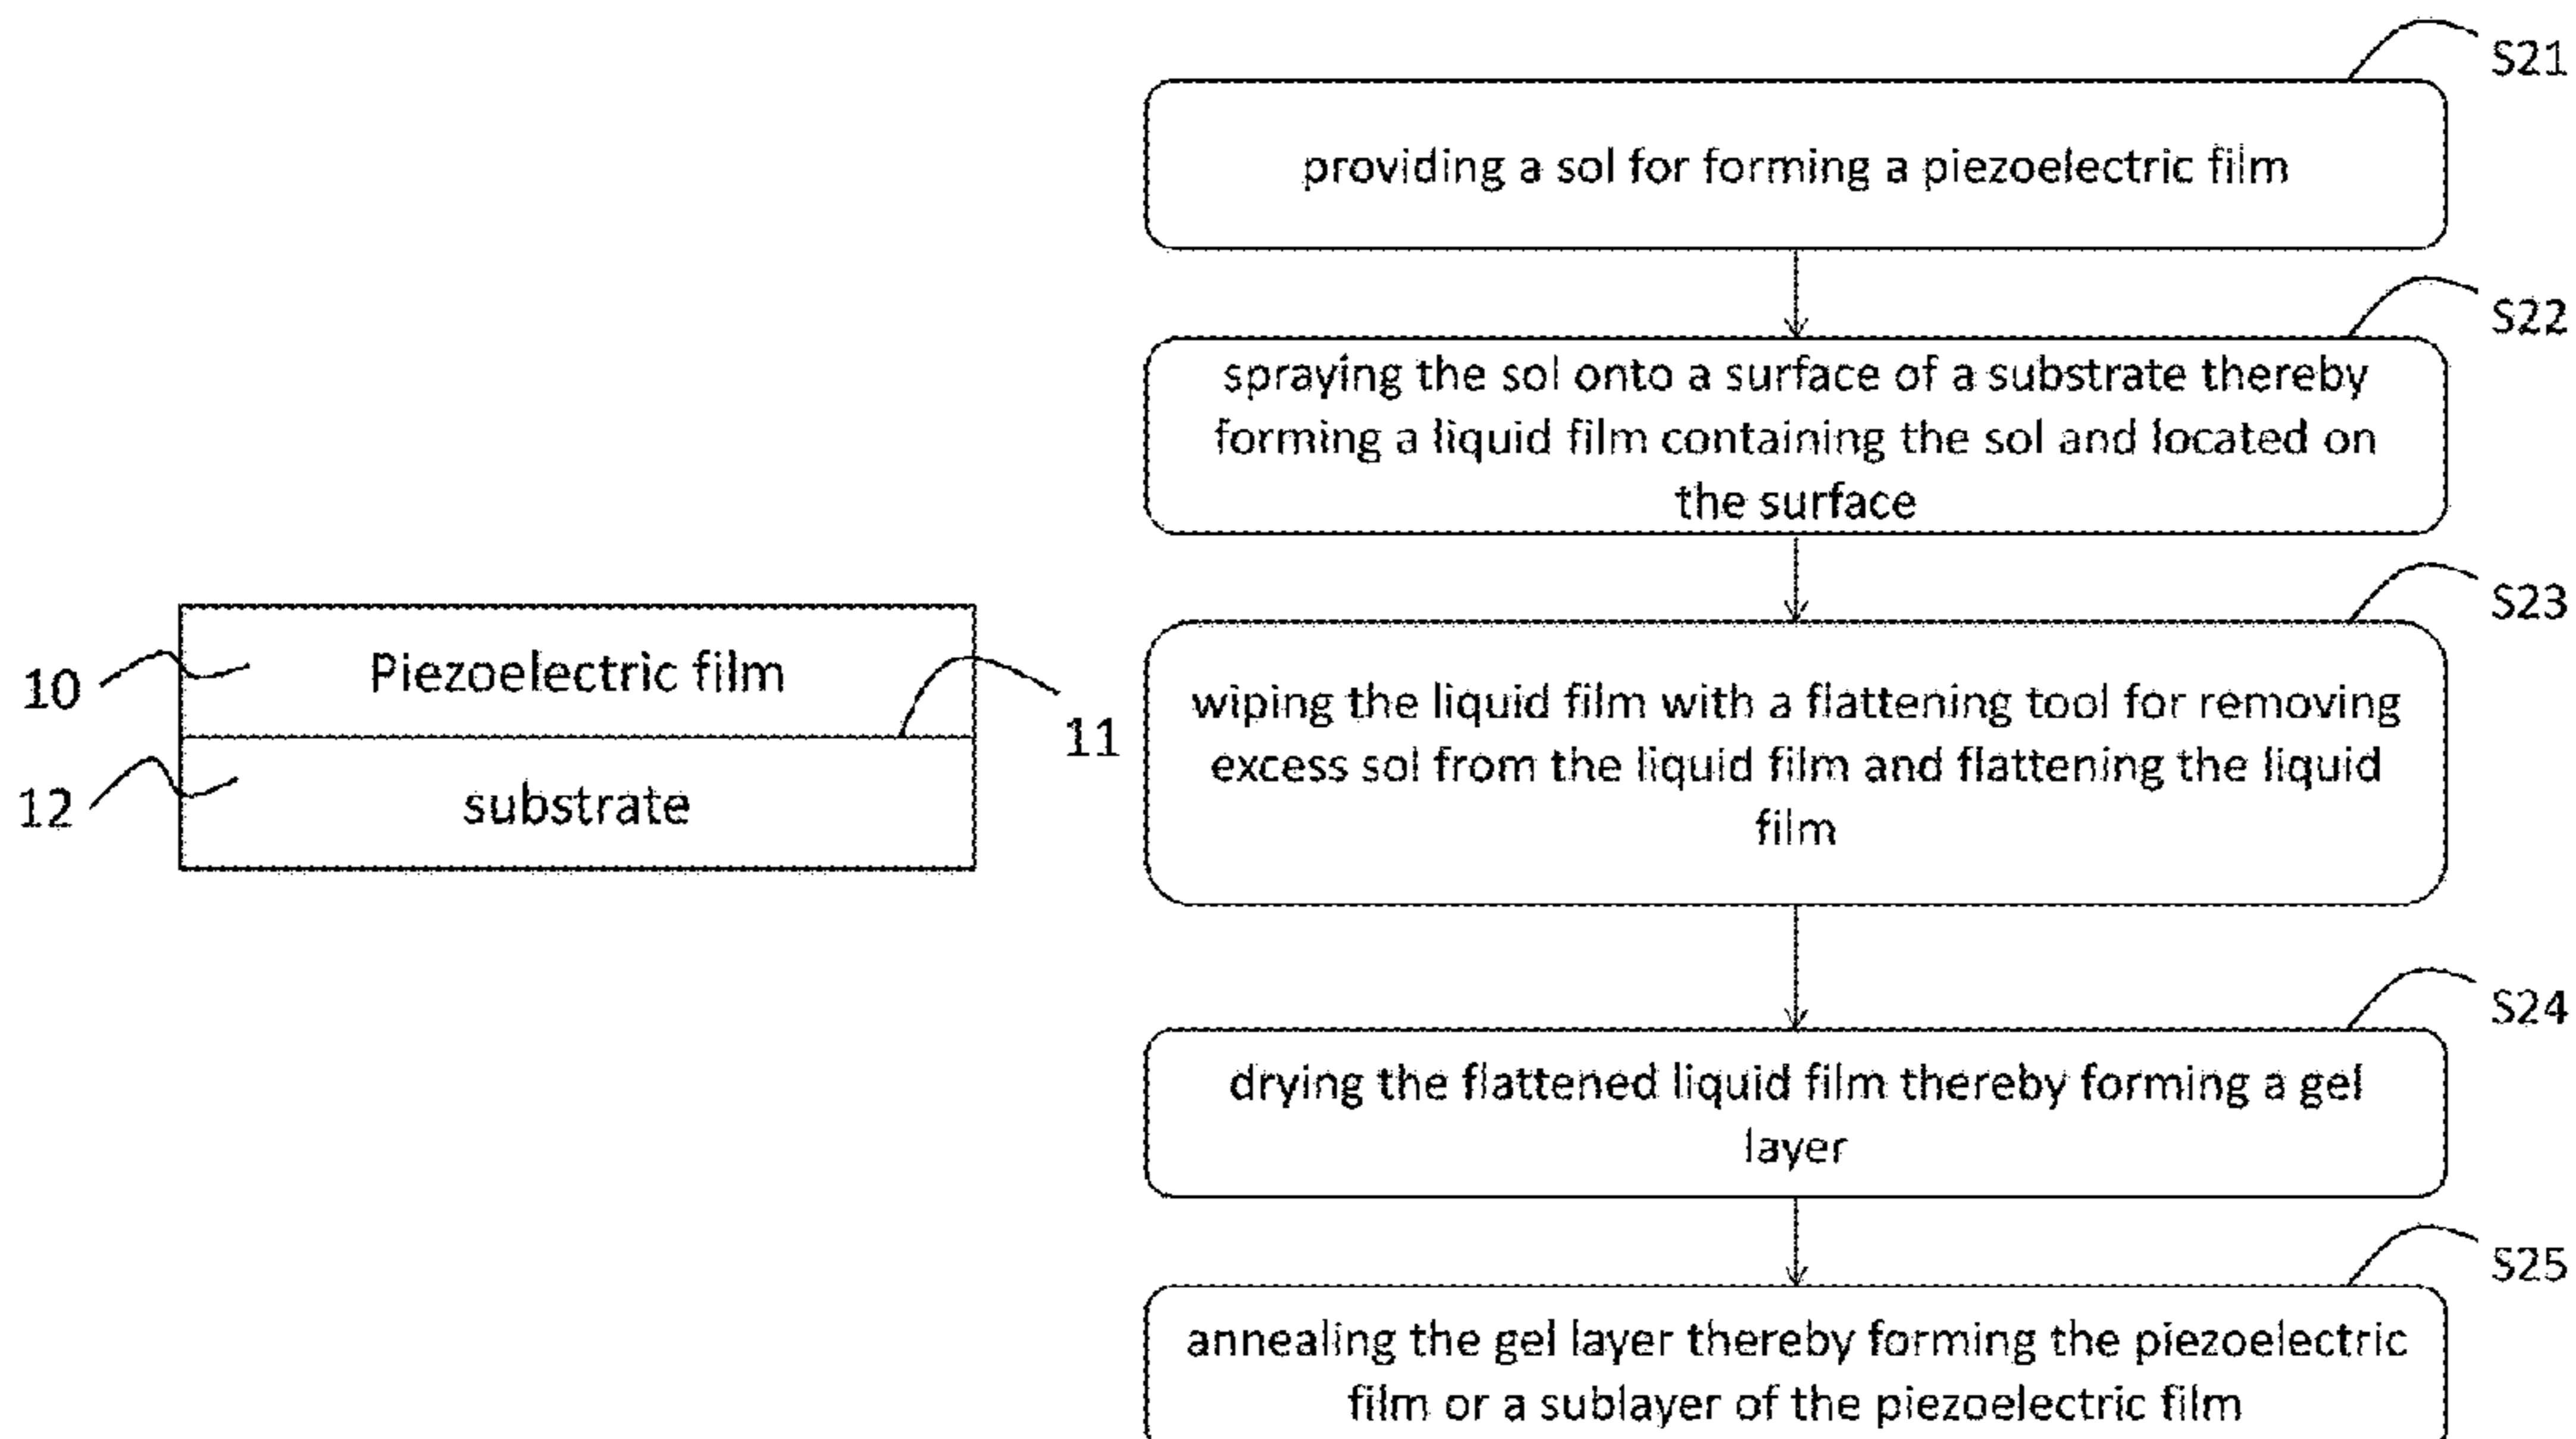 S21
providing a sol for forming a piezoelectric film
S22
spraying the sol onto a surface of a substrate thereby
forming a liquid film containing the sol and located on
the surface
S23
10
Piezoelectric film
11
12
substrate
wiping the liquid film with a flattening tool for removing
excess sol from the liquid film and flattening the liquid
film
S24
drying the flattened liquid film thereby forming a gel
layer
S25
annealing the gel layer thereby forming the piezoelectric
film or a sublayer of the piezoelectric film